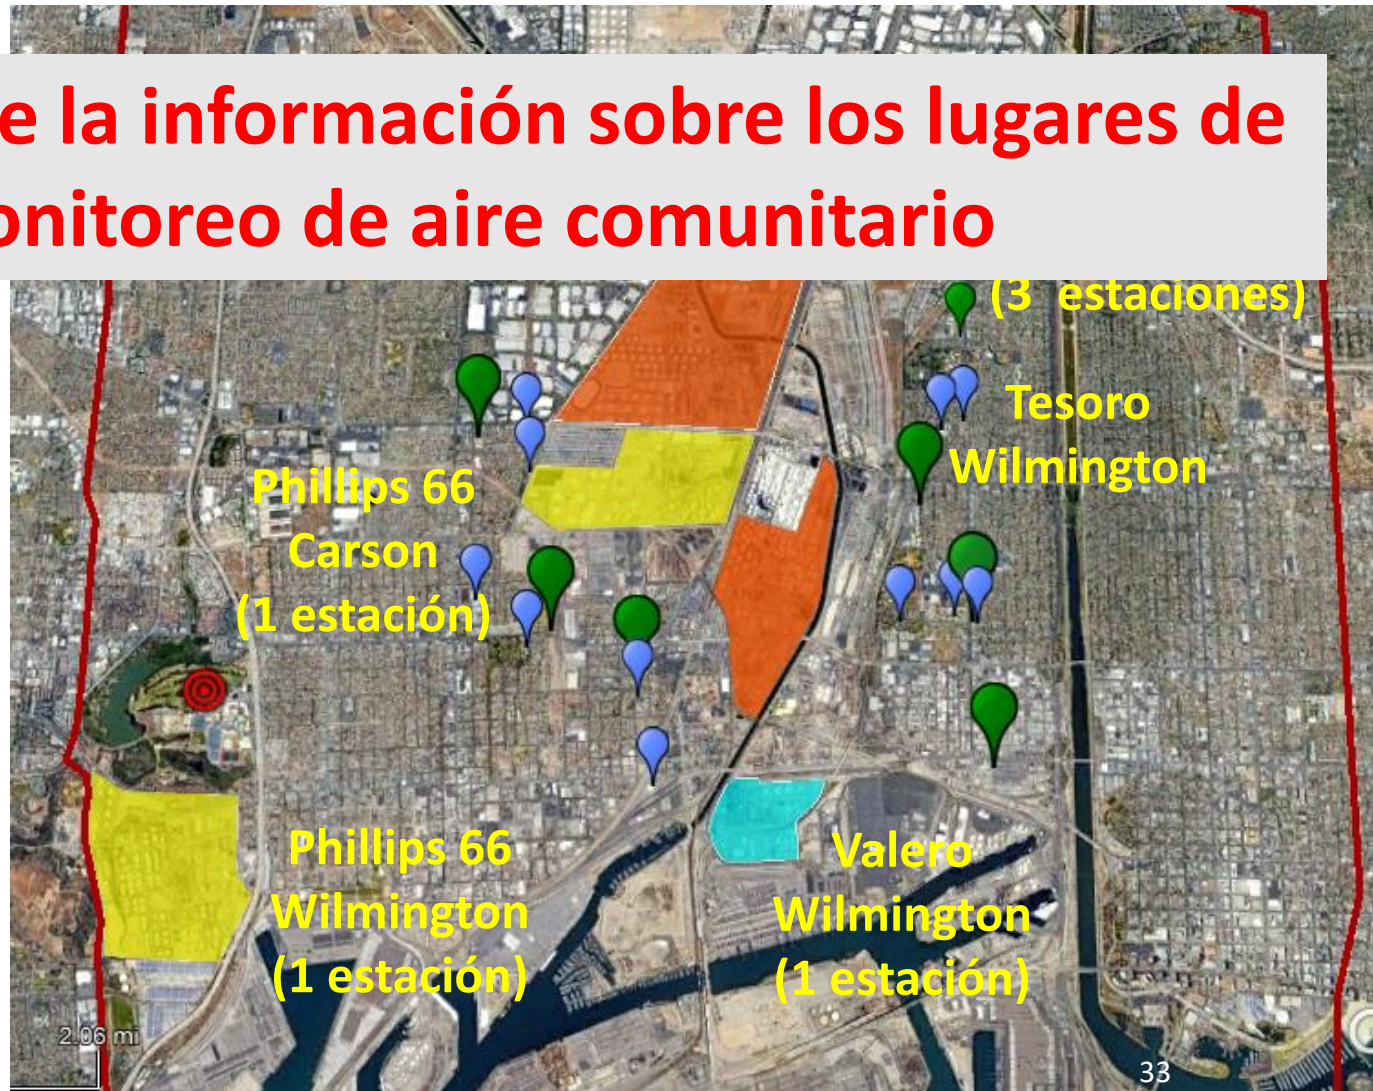 e la información sobre los lugares de
onitoreo de aire comunitario
(3 estaciones)
Tesoro
Wilmington
Phillips 66
Carson
(1 estación)
Phillips 66
Wilmington
(1 estación)
Valero
Wilmington
(1 estación)
2.06 mi
33